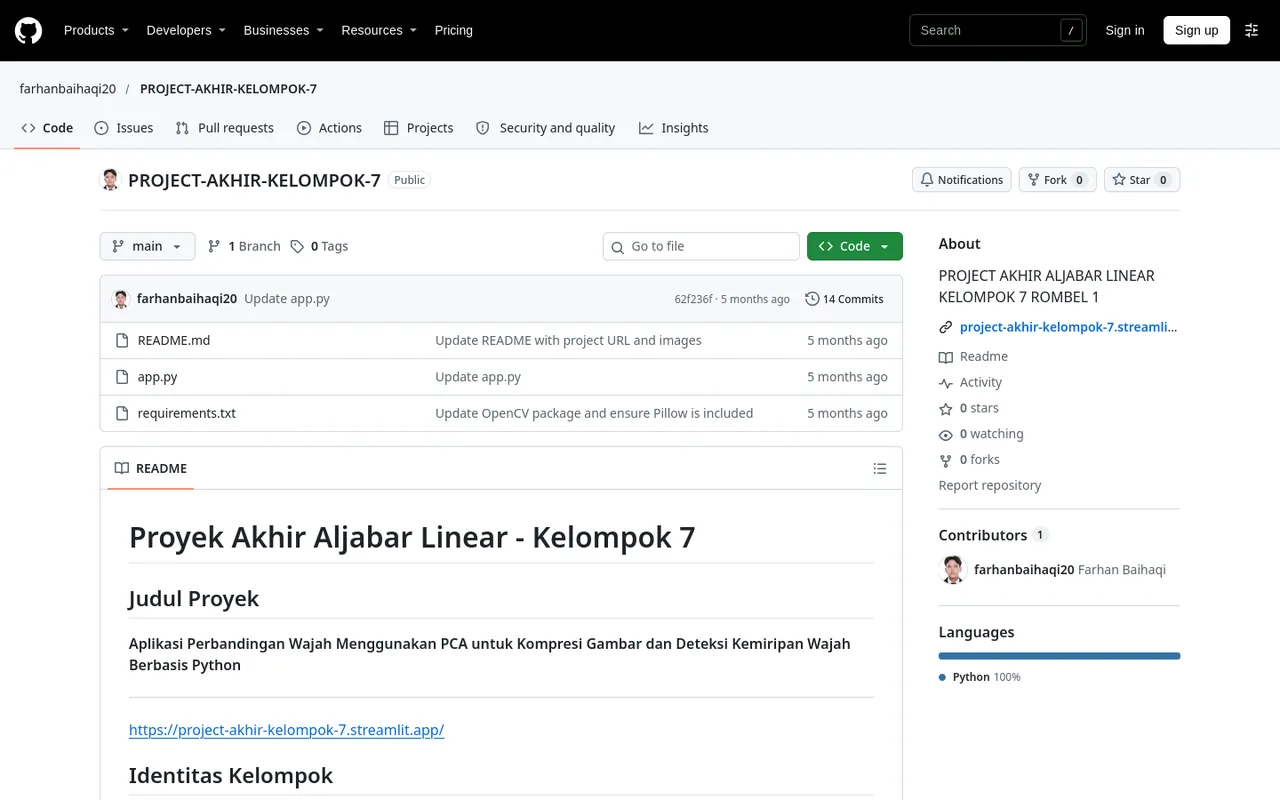 Products Developers Businesses Resources Pricing Search / Sign in Sign up
farhanbaihaqi20 / PROJECT-AKHIR-KELOMPOK-7
Code Issues Pull requests Actions Projects Security and quality Insights
PROJECT-AKHIR-KELOMPOK-7 Public Notifications Fork 0 Star 0
main 1 Branch 0 Tags Go to file Code
farhanbaihaqi20 Update app.py 62f236f · 5 months ago 14 Commits
README.md Update README with project URL and images 5 months ago
app.py Update app.py 5 months ago
requirements.txt Update OpenCV package and ensure Pillow is included 5 months ago
README
Proyek Akhir Aljabar Linear - Kelompok 7
Judul Proyek
Aplikasi Perbandingan Wajah Menggunakan PCA untuk Kompresi Gambar dan Deteksi Kemiripan Wajah
Berbasis Python
https://project-akhir-kelompok-7.streamlit.app/
Identitas Kelompok
About
PROJECT AKHIR ALJABAR LINEAR
KELOMPOK 7 ROMBEL 1
project-akhir-kelompok-7.streamli...
Readme
Activity
0 stars
0 watching
0 forks
Report repository
Contributors 1
farhanbaihaqi20 Farhan Baihaqi
Languages
Python 100%